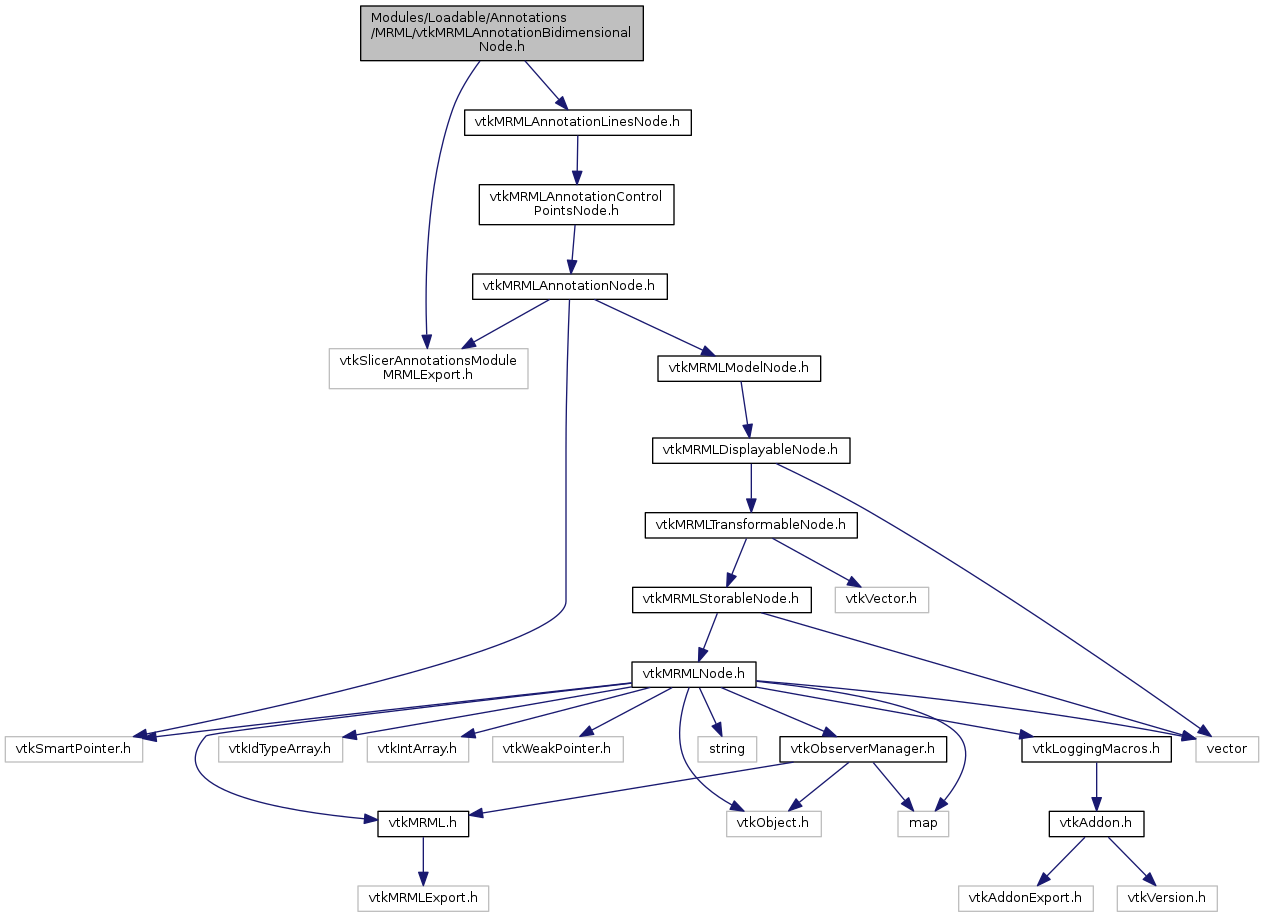 Modules/Loadable/Annotations
/MRML/vtkMRMLAnnotationBidimensional
Node.h
vtkMRMLAnnotationLinesNode.h
vtkMRMLAnnotationControl
PointsNode.h
vtkMRMLAnnotationNode.h
vtkSlicerAnnotationsModule
MRMLExport.h
vtkMRMLModelNode.h
vtkMRMLDisplayableNode.h
vtkMRMLTransformableNode.h
vtkMRMLStorableNode.h
vtkVector.h
vtkMRMLNode.h
vtkSmartPointer.h
vtkIdTypeArray.h
vtkIntArray.h
vtkWeakPointer.h
string
vtkObserverManager.h
vtkLoggingMacros.h
vector
vtkMRML.h
vtkObject.h
map
vtkAddon.h
vtkMRMLExport.h
vtkAddonExport.h
vtkVersion.h